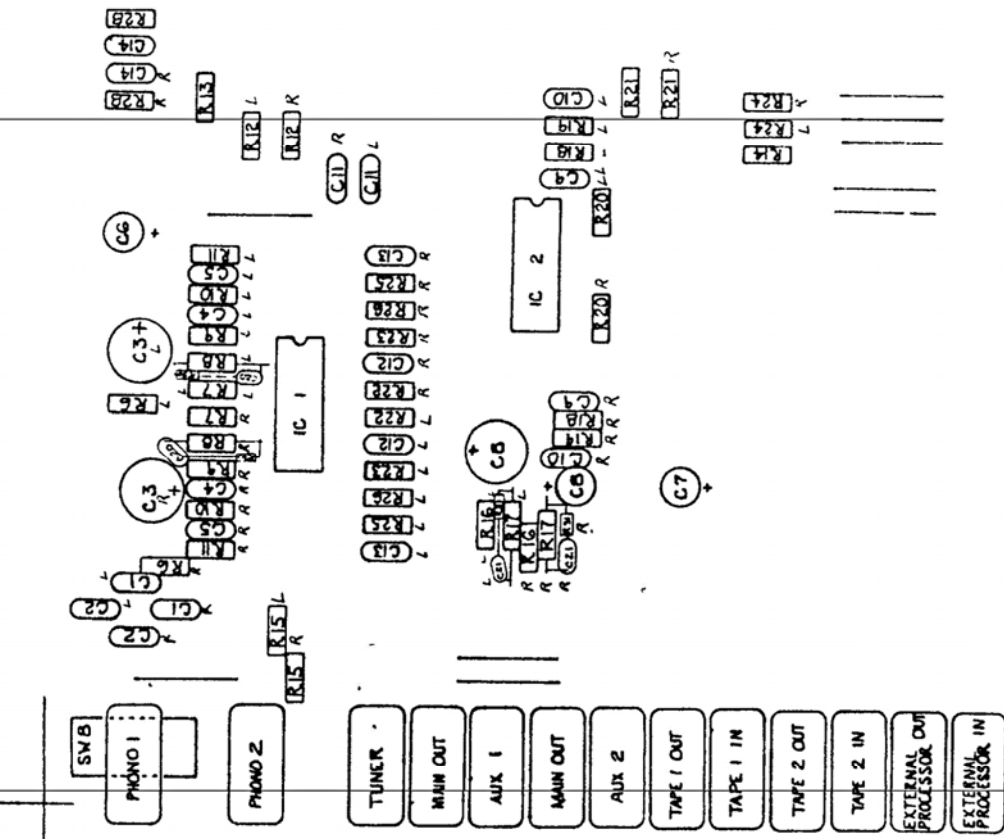 R28
C14
C14 R
R28 R
R13
R12 L
R12 R
C11 R
C11 L
C10 L
R19 L
R18
C9 L
R21
R21 R
R24 R
R24 L
R14
R20
IC 2
R20
C6 +
R11 L
C5 L
R10 L
C4 L
R9 L
R8 L
R7 L
R7 R
R8 R
R9 R
C4 R
R10 R
C5 R
R11 R
C3 + L
R6 L
C20
C3 R +
R6 R
C1 L
C2 L
C1 R
C2 R
IC 1
C13 R
R25 R
R26 R
R23 R
C12 R
R22 R
R22 L
C12 L
R23 L
R26 L
R25 L
C13 L
C9 R
R18 R
R19 R
C10 R
+ C8
+ C8
C7 +
R16 L
R17 L
R16 R
R17 R
C21 L
C21 R
R15 L
R15 R
SW8
PHONO 1
PHONO 2
TUNER
MAIN OUT
AUX 1
MAIN OUT
AUX 2
TAPE 1 OUT
TAPE 1 IN
TAPE 2 OUT
TAPE 2 IN
EXTERNAL
PROCESSOR OUT
EXTERNAL
PROCESSOR IN